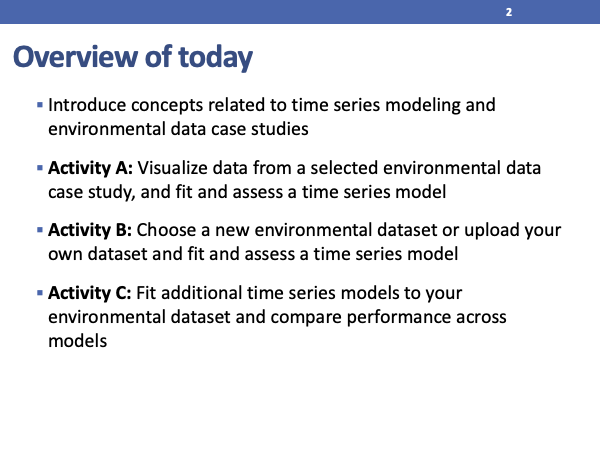 2
Overview of today
▪ Introduce concepts related to time series modeling and
environmental data case studies
▪ Activity A: Visualize data from a selected environmental data
case study, and fit and assess a time series model
▪ Activity B: Choose a new environmental dataset or upload your
own dataset and fit and assess a time series model
▪ Activity C: Fit additional time series models to your
environmental dataset and compare performance across
models